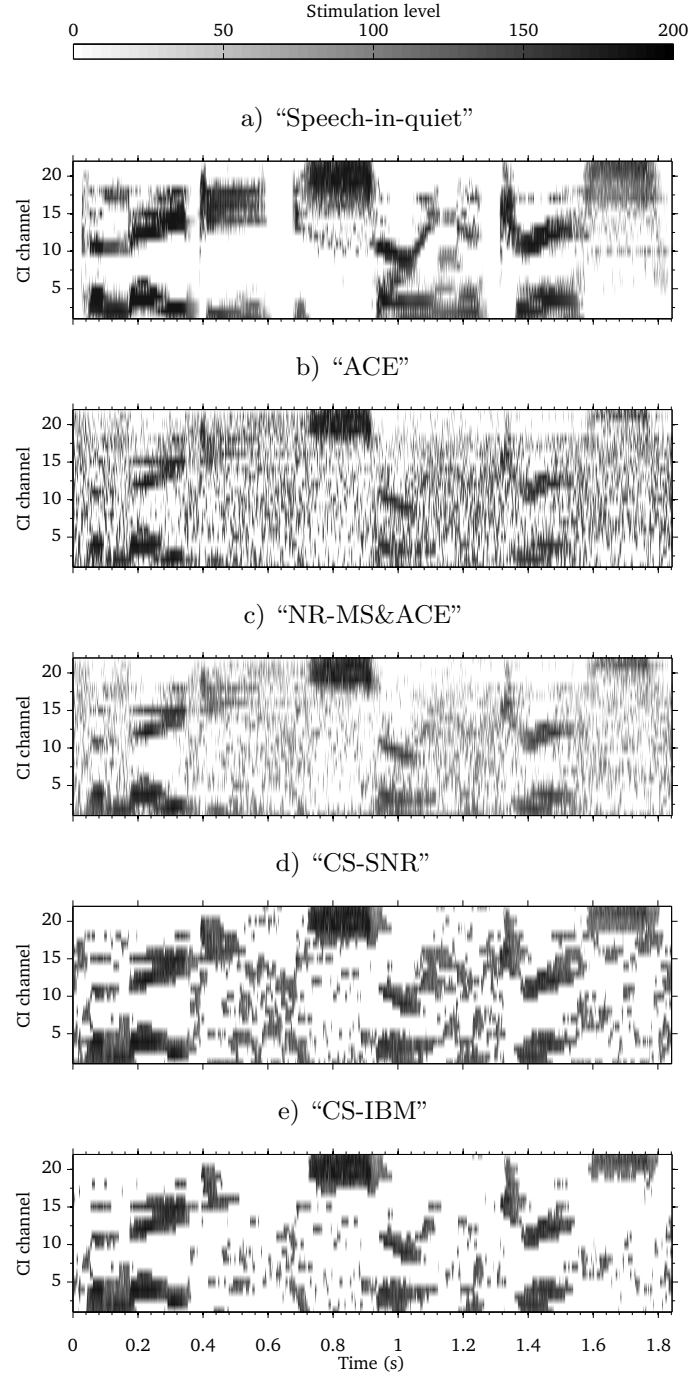 Stimulation level
0 50 100 150 200
a) “Speech-in-quiet”
20
15
10
5
CI channel
b) “ACE”
20
15
10
5
CI channel
c) “NR-MS&ACE”
20
15
10
5
CI channel
d) “CS-SNR”
20
15
10
5
CI channel
e) “CS-IBM”
20
15
10
5
CI channel
0 0.2 0.4 0.6 0.8 1 1.2 1.4 1.6 1.8
Time (s)